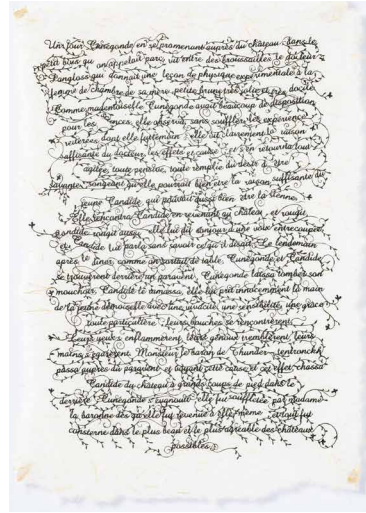 Un jour Cunégonde en se promenant auprès du château dans le
petit bois qu'on appelait parc vit entre des broussailles le docteur
Pangloss qui donnait une leçon de physique expérimentale à la
femme de chambre de sa mère petite brune très jolie et très docile
Comme mademoiselle Cunégonde avait beaucoup de disposition
pour les sciences, elle observa, sans souffler, les expériences
réitérées dont elle fut témoin elle vit clairement la raison
suffisante du docteur les effets et causes et s'en retourna tout
agitée, toute pensive, toute remplie du désir d'être
savante, songeant qu'elle pourrait bien être la raison suffisante du
jeune Candide qui pouvait aussi bien être la sienne
Elle rencontra Candide en revenant au château et rougit
Candide rougit aussi elle lui dit bonjour d'une voix entrecoupée
et Candide lui parla sans savoir ce qu'il disait. Le lendemain
après le dîner comme on sortait de table, Cunégonde et Candide
se trouvèrent derrière un paravent Cunégonde laissa tomber son
mouchoir, Candide le ramassa, elle lui prit innocemment la main
de la jeune demoiselle avec une vivacité, une sensibilité, une grâce
toute particulière leurs bouches se rencontrèrent
leurs yeux s'enflammèrent, leurs genoux tremblèrent, leurs
mains s'égarèrent. Monsieur le baron de Thunder-ten-tronckh
passa auprès du paravent et voyant cette cause et cet effet chassa
Candide du château à grands coups de pied dans le
derrière Cunégonde s'évanouit elle fut souffletée par madame
la baronne dès qu'elle fut revenue à elle-même et tout fut
consterné dans le plus beau et le plus agréable des châteaux
possibles